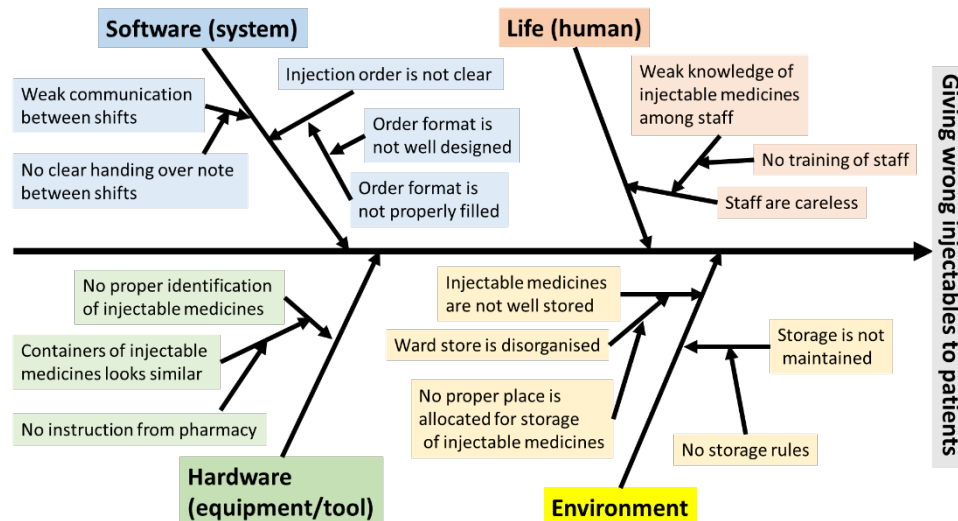 Software (system)
Life (human)
Weak communication
between shifts
Injection order is not clear
Weak knowledge of
injectable medicines
among staff
Order format is
not well designed
No clear handing over note
between shifts
Order format is
not properly filled
No training of staff
Staff are careless
Giving wrong injectables to patients
No proper identification
of injectable medicines
Injectable medicines
are not well stored
Containers of injectable
medicines looks similar
Ward store is disorganised
Storage is not
maintained
No proper place is
allocated for storage
of injectable medicines
No instruction from pharmacy
No storage rules
Hardware
(equipment/tool)
Environment